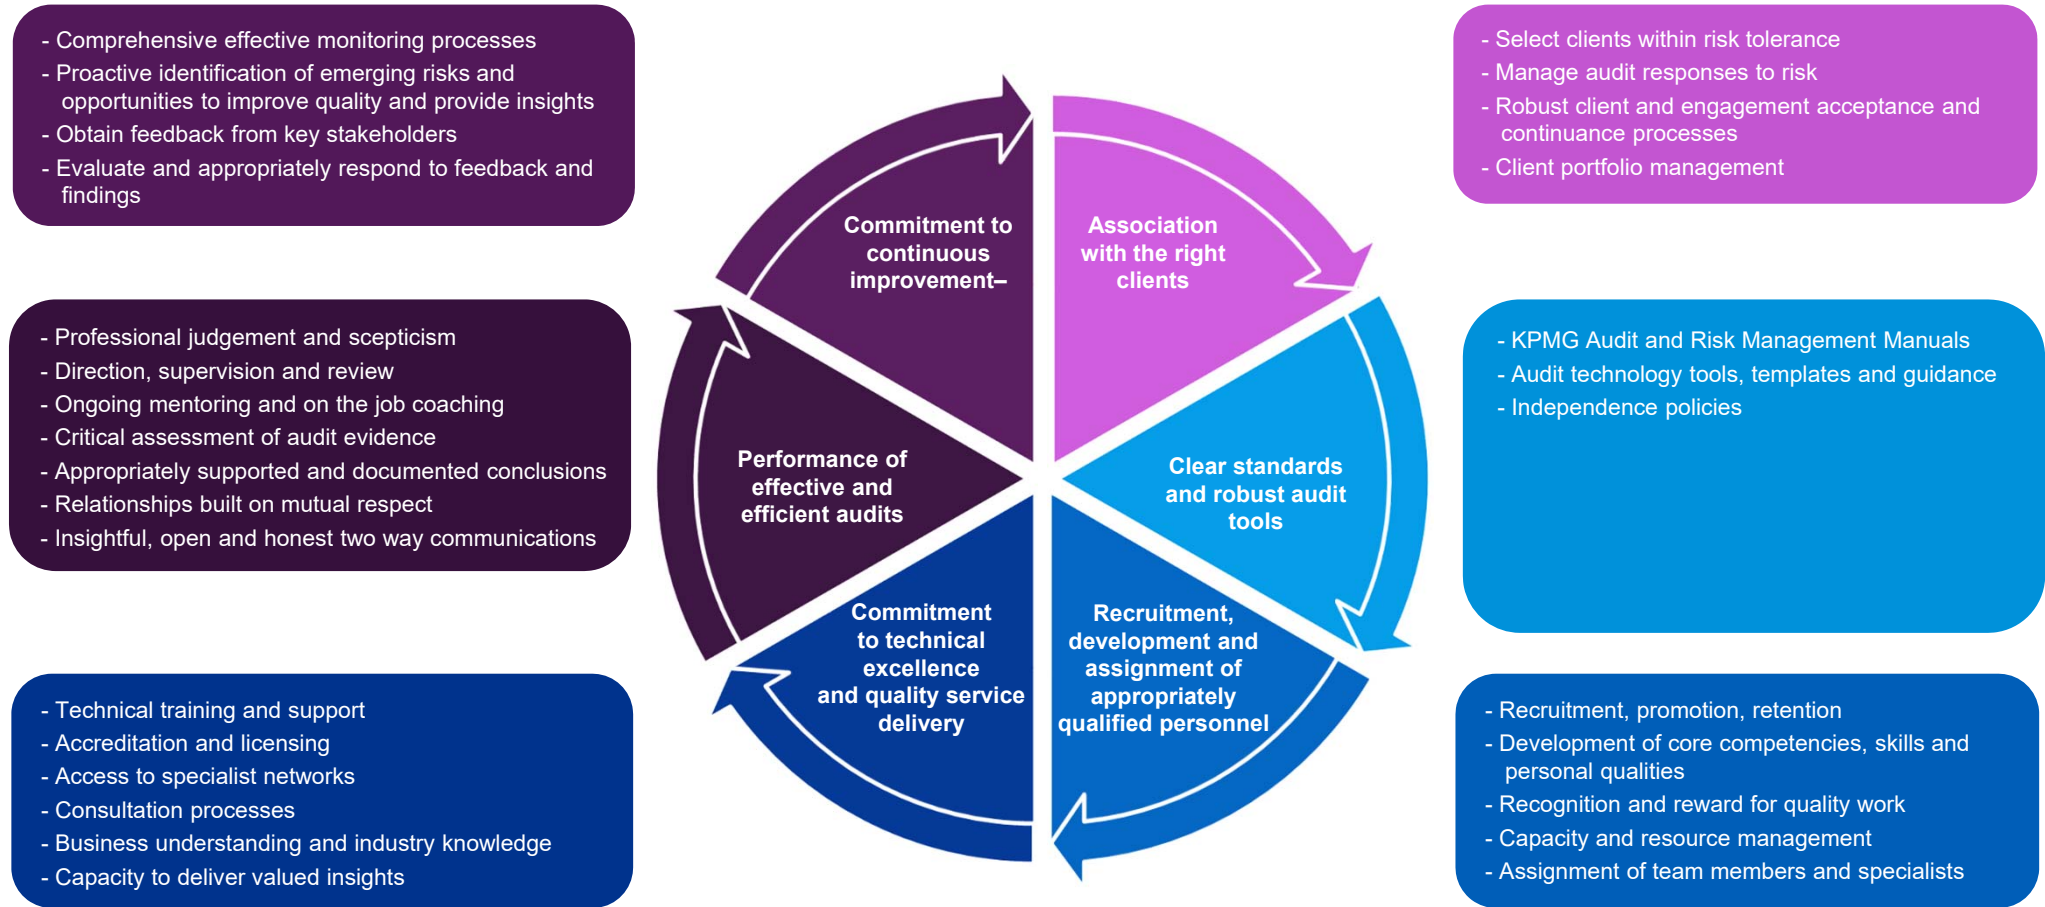 - Comprehensive effective monitoring processes
- Proactive identification of emerging risks and
opportunities to improve quality and provide insights
- Obtain feedback from key stakeholders
- Evaluate and appropriately respond to feedback and
findings
- Select clients within risk tolerance
- Manage audit responses to risk
- Robust client and engagement acceptance and
continuance processes
- Client portfolio management
Commitment to
continuous
improvement–
Association
with the right
clients
- Professional judgement and scepticism
- Direction, supervision and review
- Ongoing mentoring and on the job coaching
- Critical assessment of audit evidence
- Appropriately supported and documented conclusions
- Relationships built on mutual respect
- Insightful, open and honest two way communications
Performance of
effective and
efficient audits
Clear standards
and robust audit
tools
- KPMG Audit and Risk Management Manuals
- Audit technology tools, templates and guidance
- Independence policies
Commitment
to technical
excellence
and quality service
delivery
Recruitment,
development and
assignment of
appropriately
qualified personnel
- Technical training and support
- Accreditation and licensing
- Access to specialist networks
- Consultation processes
- Business understanding and industry knowledge
- Capacity to deliver valued insights
- Recruitment, promotion, retention
- Development of core competencies, skills and
personal qualities
- Recognition and reward for quality work
- Capacity and resource management
- Assignment of team members and specialists